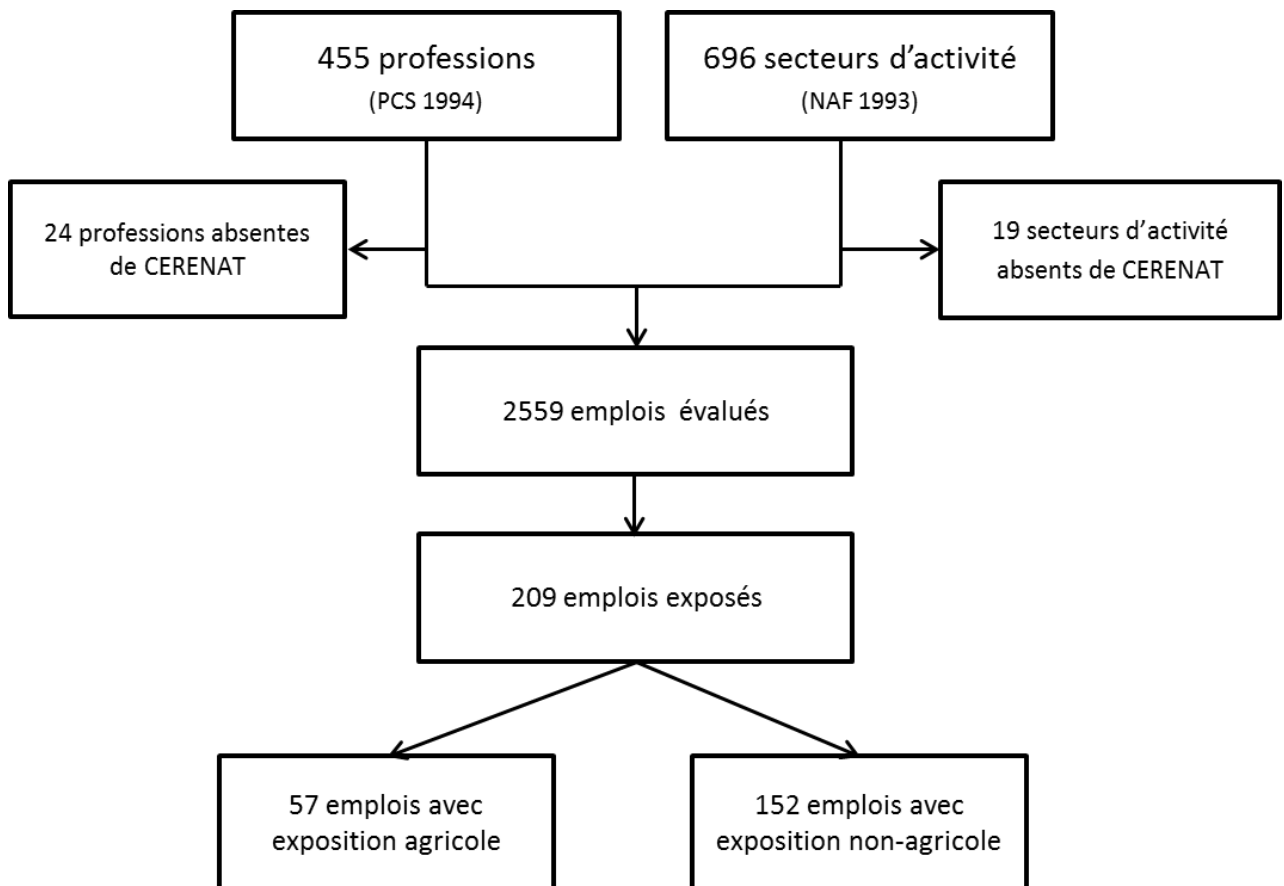 455 professions
(PCS 1994)
696 secteurs d'activité
(NAF 1993)
24 professions absentes
de CERENAT
19 secteurs d'activité
absents de CERENAT
2559 emplois évalués
209 emplois exposés
57 emplois avec
exposition agricole
152 emplois avec
exposition non-agricole